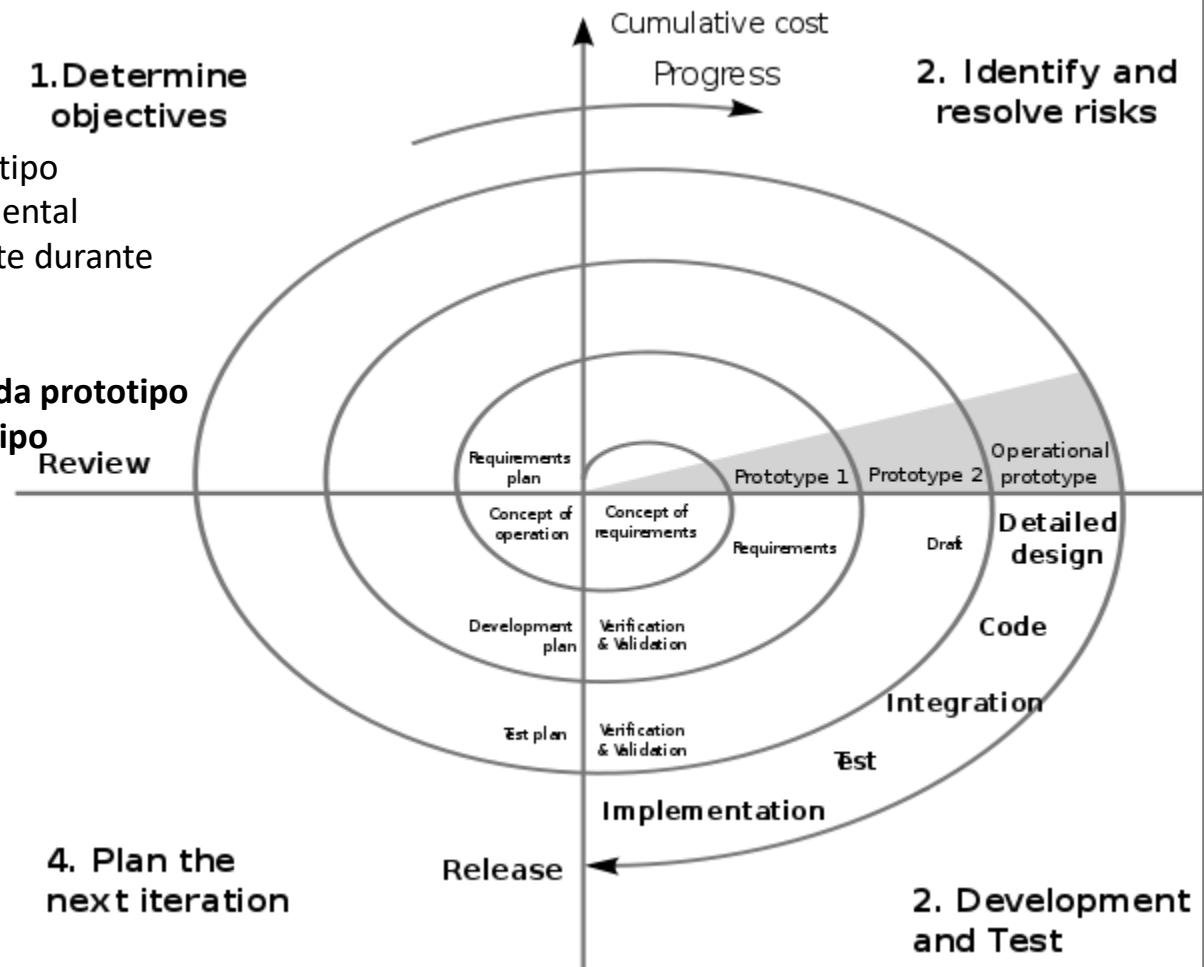 Cumulative cost
Progress
1.Determine
objectives
2. Identify and
resolve risks
tipo
ental
te durante
da prototipo
ipo
Review
Requirements
plan
Concept of
operation
Concept of
requirements
Prototype 1
Prototype 2
Operational
prototype
Requirements
Draft
Detailed
design
Development
plan
Verification
& Validation
Code
Integration
Test plan
Verification
& Validation
Test
Implementation
4. Plan the
next iteration
Release
2. Development
and Test